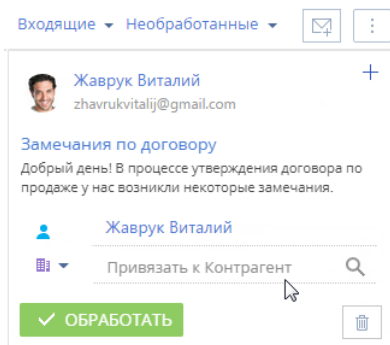 Входящие Необработанные
Жаврук Виталий
zhavrukvitalij@gmail.com
Замечания по договору
Добрый день! В процессе утверждения договора по
продаже у нас возникли некоторые замечания.
Жаврук Виталий
Привязать к Контрагент
ОБРАБОТАТЬ